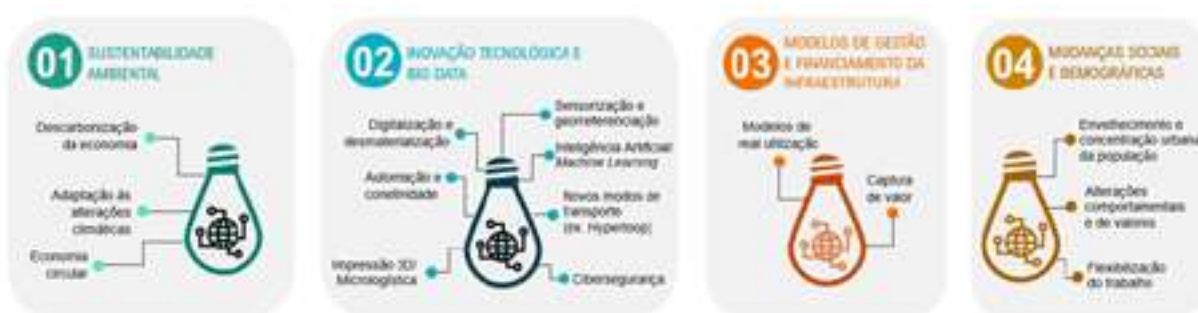 01
SUSTENTABILIDADE
AMBIENTAL
Descarbonização
da economia
Adaptação às
alterações
climáticas
Economia
circular
02
INOVAÇÃO TECNOLÓGICA E
BIG DATA
Digitalização e
desmaterialização
Automação e
conetividade
Impressão 3D/
Micrologística
Sensorização e
georreferenciação
Inteligência Artificial/
Machine Learning
Novos modos de
transporte
(ex. Hyperloop)
Cibersegurança
03
MODELOS DE GESTÃO
E FINANCIAMENTO DA
INFRAESTRUTURA
Modelos de
real utilização
Captura
de valor
04
MUDANÇAS SOCIAIS
E DEMOGRÁFICAS
Envelhecimento e
concentração urbana
da população
Alterações
comportamentais
e de valores
Flexibilização
do trabalho